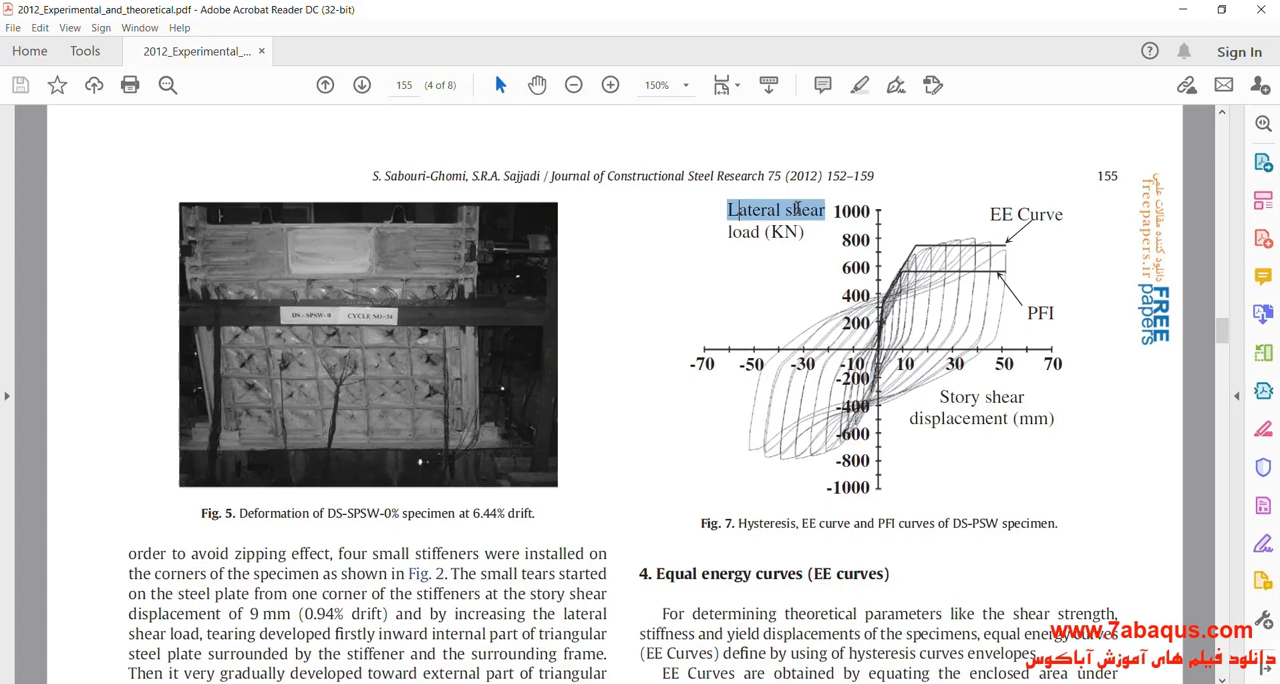 2012_Experimental_and_theoretical.pdf - Adobe Acrobat Reader DC (32-bit)
File Edit View Sign Window Help
Home Tools 2012_Experimental_... × Sign In
155 (4 of 8) 150%
S. Sabouri-Ghomi, S.R.A. Sajjadi / Journal of Constructional Steel Research 75 (2012) 152–159 155
DS - SPSW-0 CYCLE NO=34
Fig. 5. Deformation of DS-SPSW-0% specimen at 6.44% drift.
order to avoid zipping effect, four small stiffeners were installed on
the corners of the specimen as shown in Fig. 2. The small tears started
on the steel plate from one corner of the stiffeners at the story shear
displacement of 9 mm (0.94% drift) and by increasing the lateral
shear load, tearing developed firstly inward internal part of triangular
steel plate surrounded by the stiffeners and the surrounding frame.
Then it very gradually developed toward external part of triangular
Lateral shear
load (KN)
1000
800
600
400
200
-70 -50 -30 -10 10 30 50 70
-200
-400
-600
-800
-1000
EE Curve
PFI
Story shear
displacement (mm)
Fig. 7. Hysteresis, EE curve and PFI curves of DS-PSW specimen.
4. Equal energy curves (EE curves)
For determining theoretical parameters like the shear strength,
stiffness and yield displacements of the specimens, equal energy curves
(EE Curves) define by using of hysteresis curves envelopes.
EE Curves are obtained by equating the enclosed area under
دانلود کننده مقالات علمی
freepapers.ir
FREE
papers
www.7abaqus.com
دانلود فیلم های آموزش آباکوس